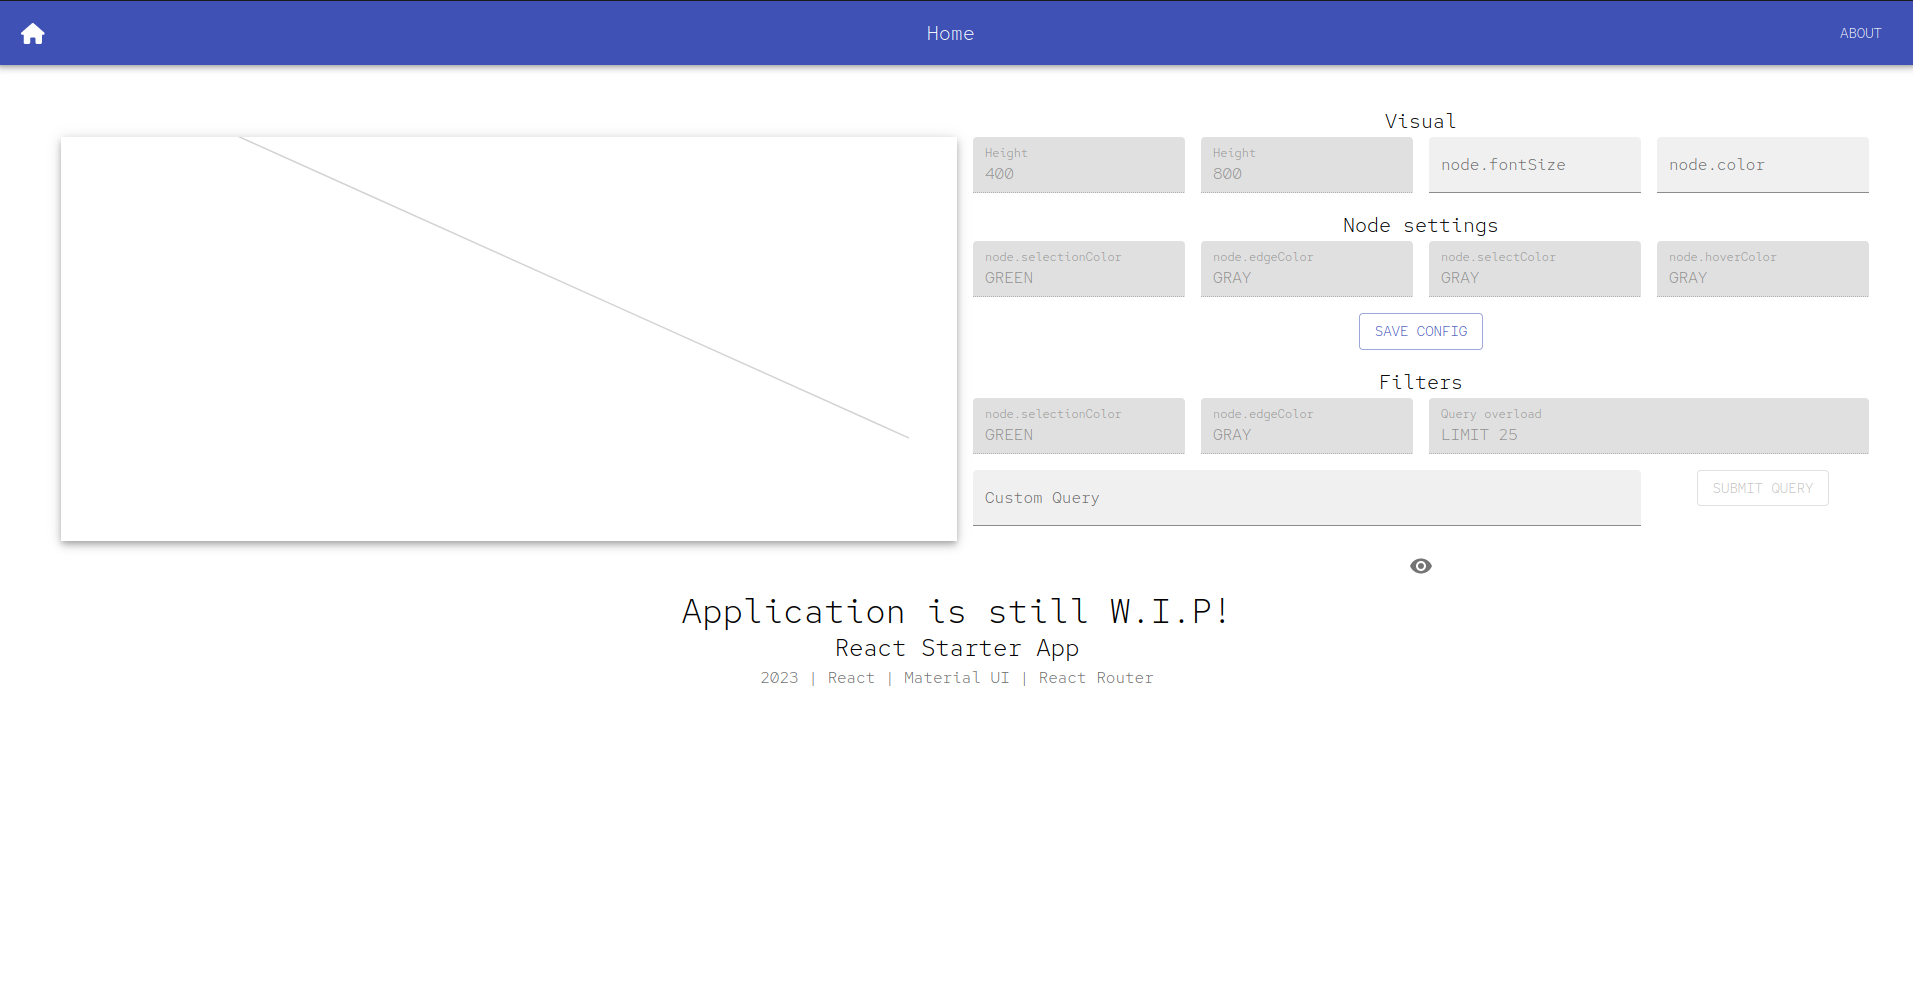 Home
ABOUT
Visual
Height
400
Height
800
node.fontSize
node.color
Node settings
node.selectionColor
GREEN
node.edgeColor
GRAY
node.selectColor
GRAY
node.hoverColor
GRAY
SAVE CONFIG
Filters
node.selectionColor
GREEN
node.edgeColor
GRAY
Query overload
LIMIT 25
Custom Query
SUBMIT QUERY
Application is still W.I.P!
React Starter App
2023 | React | Material UI | React Router